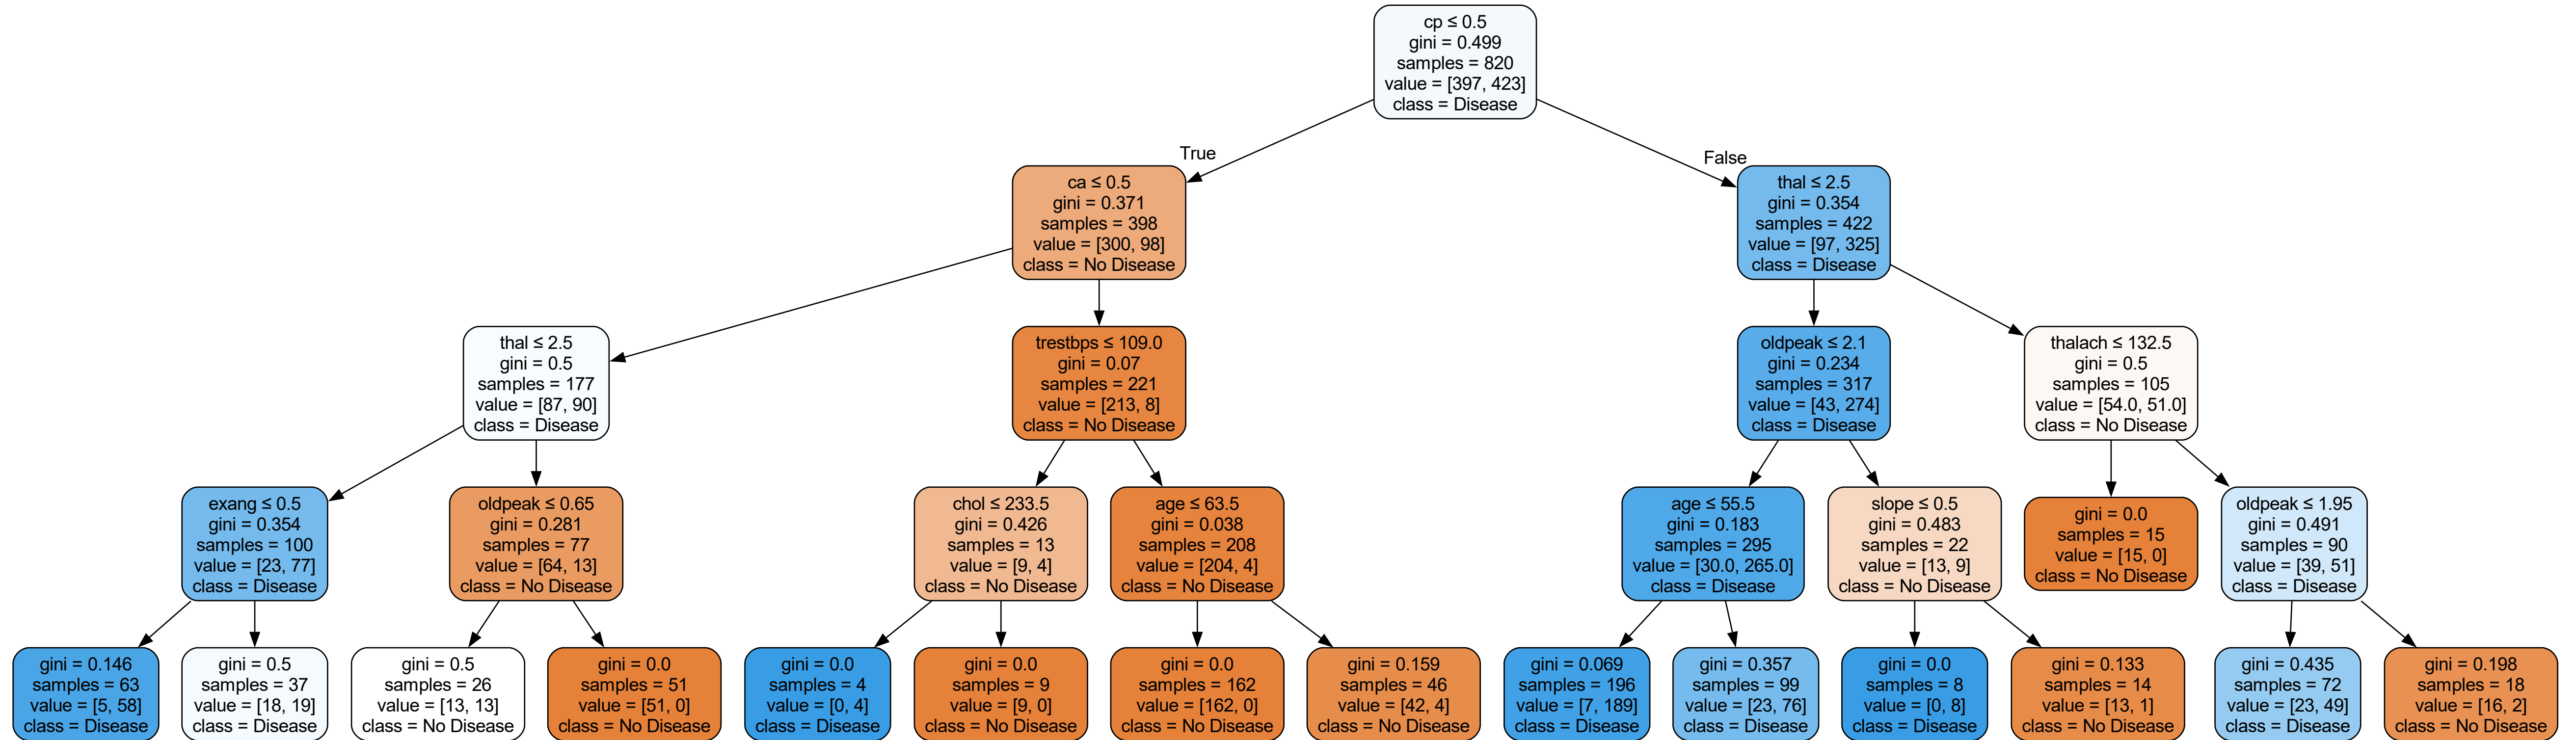 cp ≤ 0.5
gini = 0.499
samples = 820
value = [397, 423]
class = Disease
True
False
ca ≤ 0.5
gini = 0.371
samples = 398
value = [300, 98]
class = No Disease
thal ≤ 2.5
gini = 0.354
samples = 422
value = [97, 325]
class = Disease
thal ≤ 2.5
gini = 0.5
samples = 177
value = [87, 90]
class = Disease
trestbps ≤ 109.0
gini = 0.07
samples = 221
value = [213, 8]
class = No Disease
oldpeak ≤ 2.1
gini = 0.234
samples = 317
value = [43, 274]
class = Disease
thalach ≤ 132.5
gini = 0.5
samples = 105
value = [54.0, 51.0]
class = No Disease
exang ≤ 0.5
gini = 0.354
samples = 100
value = [23, 77]
class = Disease
oldpeak ≤ 0.65
gini = 0.281
samples = 77
value = [64, 13]
class = No Disease
chol ≤ 233.5
gini = 0.426
samples = 13
value = [9, 4]
class = No Disease
age ≤ 63.5
gini = 0.038
samples = 208
value = [204, 4]
class = No Disease
age ≤ 55.5
gini = 0.183
samples = 295
value = [30.0, 265.0]
class = Disease
slope ≤ 0.5
gini = 0.483
samples = 22
value = [13, 9]
class = No Disease
gini = 0.0
samples = 15
value = [15, 0]
class = No Disease
oldpeak ≤ 1.95
gini = 0.491
samples = 90
value = [39, 51]
class = Disease
gini = 0.146
samples = 63
value = [5, 58]
class = Disease
gini = 0.5
samples = 37
value = [18, 19]
class = Disease
gini = 0.5
samples = 26
value = [13, 13]
class = No Disease
gini = 0.0
samples = 51
value = [51, 0]
class = No Disease
gini = 0.0
samples = 4
value = [0, 4]
class = Disease
gini = 0.0
samples = 9
value = [9, 0]
class = No Disease
gini = 0.0
samples = 162
value = [162, 0]
class = No Disease
gini = 0.159
samples = 46
value = [42, 4]
class = No Disease
gini = 0.069
samples = 196
value = [7, 189]
class = Disease
gini = 0.357
samples = 99
value = [23, 76]
class = Disease
gini = 0.0
samples = 8
value = [0, 8]
class = Disease
gini = 0.133
samples = 14
value = [13, 1]
class = No Disease
gini = 0.435
samples = 72
value = [23, 49]
class = Disease
gini = 0.198
samples = 18
value = [16, 2]
class = No Disease